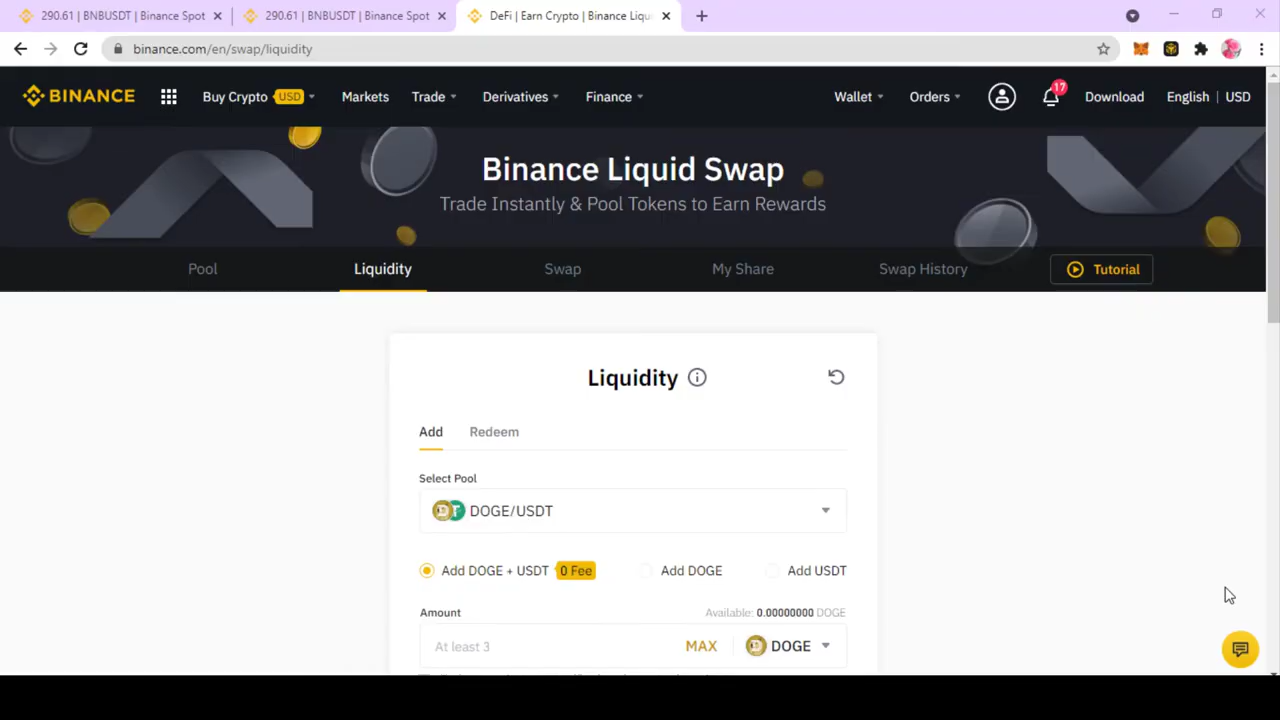 290.61 | BNBUSDT | Binance Spot
290.61 | BNBUSDT | Binance Spot
DeFi | Earn Crypto | Binance Liqu
binance.com/en/swap/liquidity
BINANCE
Buy Crypto USD
Markets
Trade
Derivatives
Finance
Wallet
Orders
17
Download
English | USD
Binance Liquid Swap
Trade Instantly & Pool Tokens to Earn Rewards
Pool
Liquidity
Swap
My Share
Swap History
Tutorial
Liquidity
Add
Redeem
Select Pool
DOGE/USDT
Add DOGE + USDT 0 Fee
Add DOGE
Add USDT
Amount
Available: 0.00000000 DOGE
At least 3
MAX
DOGE